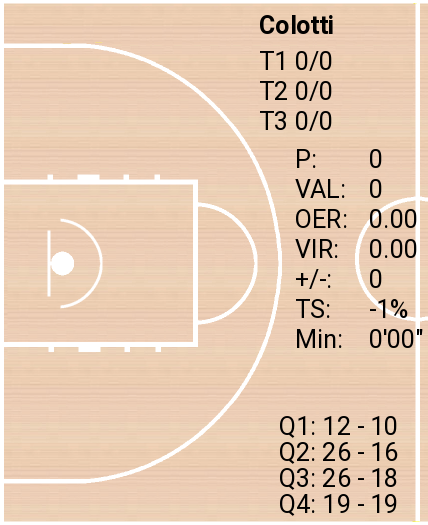 Colotti
T1 0/0
T2 0/0
T3 0/0
P: 0
VAL: 0
OER: 0.00
VIR: 0.00
+/-: 0
TS: -1%
Min: 0'00"
Q1: 12 - 10
Q2: 26 - 16
Q3: 26 - 18
Q4: 19 - 19